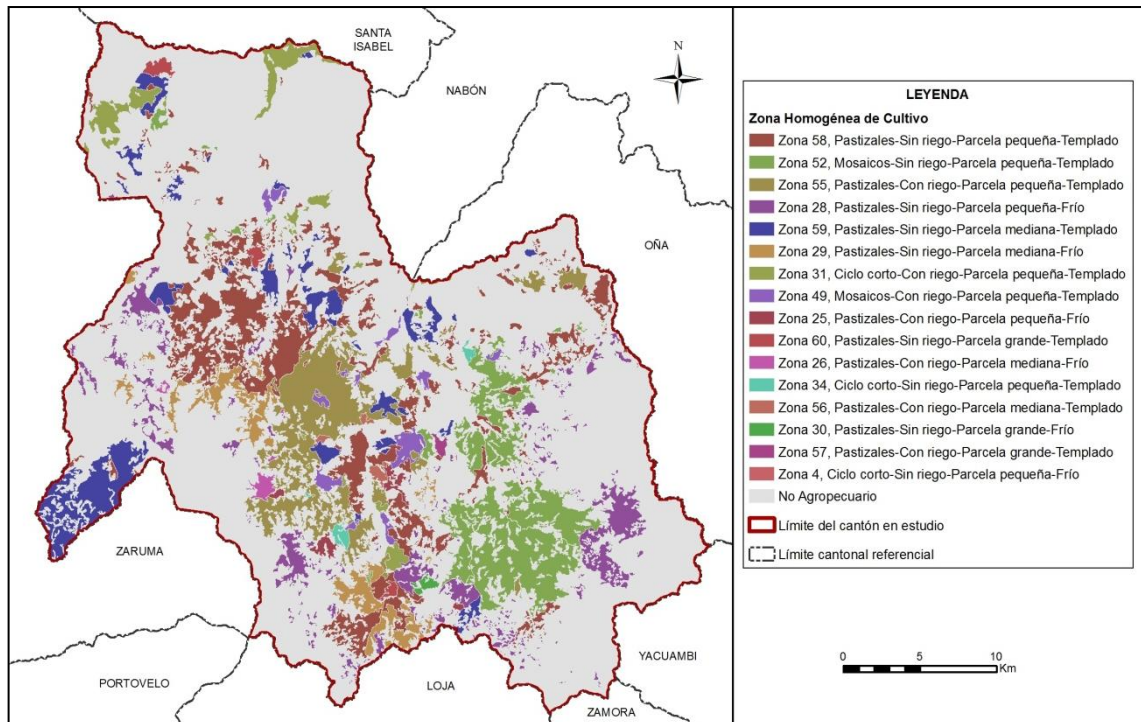 SANTA
ISABEL
NABÓN
OÑA
ZARUMA
PORTOVELO
LOJA
YACUAMBI
ZAMORA
N
LEYENDA
Zona Homogénea de Cultivo
Zona 58, Pastizales-Sin riego-Parcela pequeña-Templado
Zona 52, Mosaicos-Sin riego-Parcela pequeña-Templado
Zona 55, Pastizales-Con riego-Parcela pequeña-Templado
Zona 28, Pastizales-Sin riego-Parcela pequeña-Frío
Zona 59, Pastizales-Sin riego-Parcela mediana-Templado
Zona 29, Pastizales-Sin riego-Parcela mediana-Frío
Zona 31, Ciclo corto-Con riego-Parcela pequeña-Templado
Zona 49, Mosaicos-Con riego-Parcela pequeña-Templado
Zona 25, Pastizales-Con riego-Parcela pequeña-Frío
Zona 60, Pastizales-Sin riego-Parcela grande-Templado
Zona 26, Pastizales-Con riego-Parcela mediana-Frío
Zona 34, Ciclo corto-Sin riego-Parcela pequeña-Templado
Zona 56, Pastizales-Con riego-Parcela mediana-Templado
Zona 30, Pastizales-Sin riego-Parcela grande-Frío
Zona 57, Pastizales-Con riego-Parcela grande-Templado
Zona 4, Ciclo corto-Sin riego-Parcela pequeña-Frío
No Agropecuario
Límite del cantón en estudio
Límite cantonal referencial
0 5 10
Km